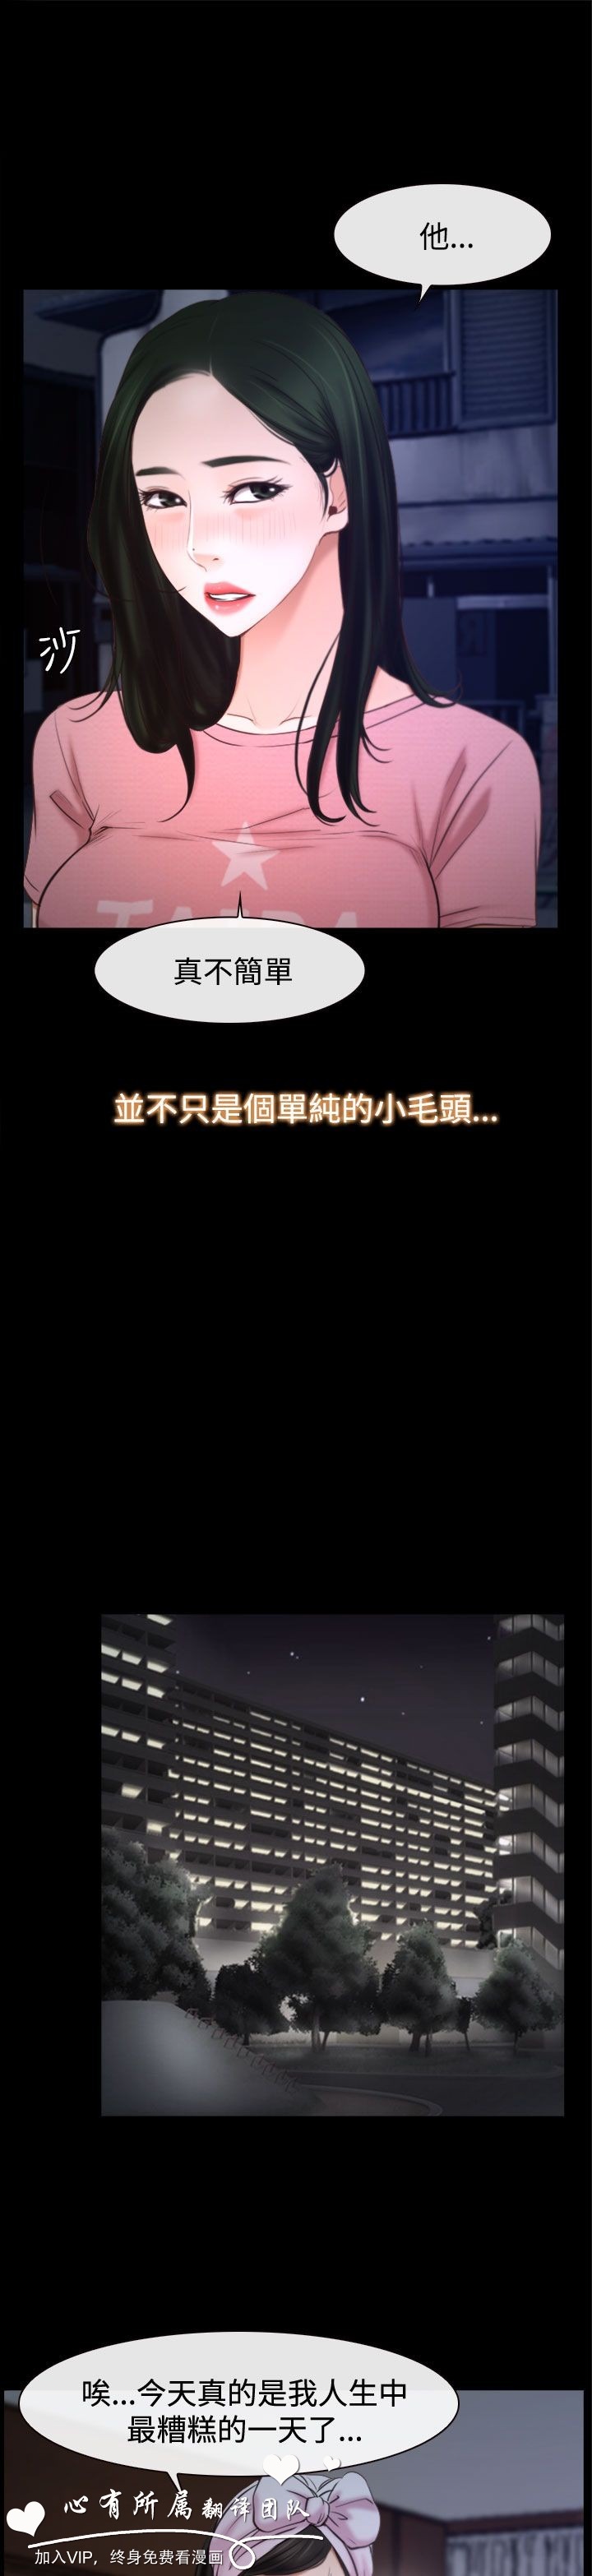 他...
沙
真不簡單
並不只是個單純的小毛頭...
唉...今天真的是我人生中
最糟糕的一天了...
心有所属翻译团队
加入VIP，终身免费看漫画